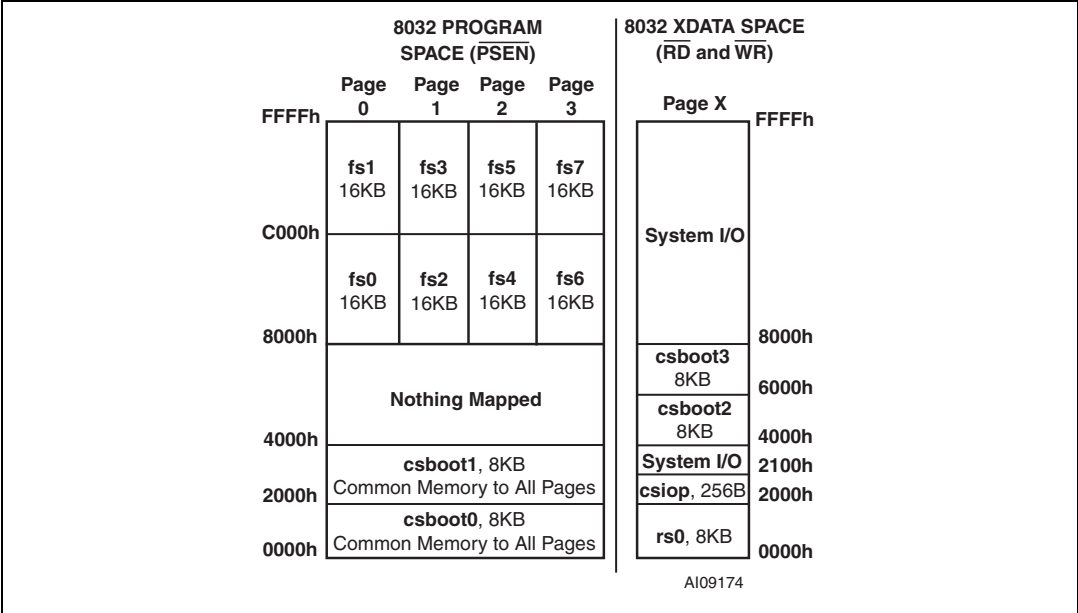 8032 PROGRAM
SPACE (PSEN)
8032 XDATA SPACE
(RD and WR)
Page 0
Page 1
Page 2
Page 3
Page X
FFFFh
FFFFh
fs1
16KB
fs3
16KB
fs5
16KB
fs7
16KB
System I/O
C000h
fs0
16KB
fs2
16KB
fs4
16KB
fs6
16KB
8000h
8000h
csboot3
8KB
6000h
Nothing Mapped
csboot2
8KB
4000h
4000h
csboot1, 8KB
Common Memory to All Pages
System I/O
2100h
csiop, 256B
2000h
2000h
csboot0, 8KB
Common Memory to All Pages
rs0, 8KB
0000h
0000h
AI09174